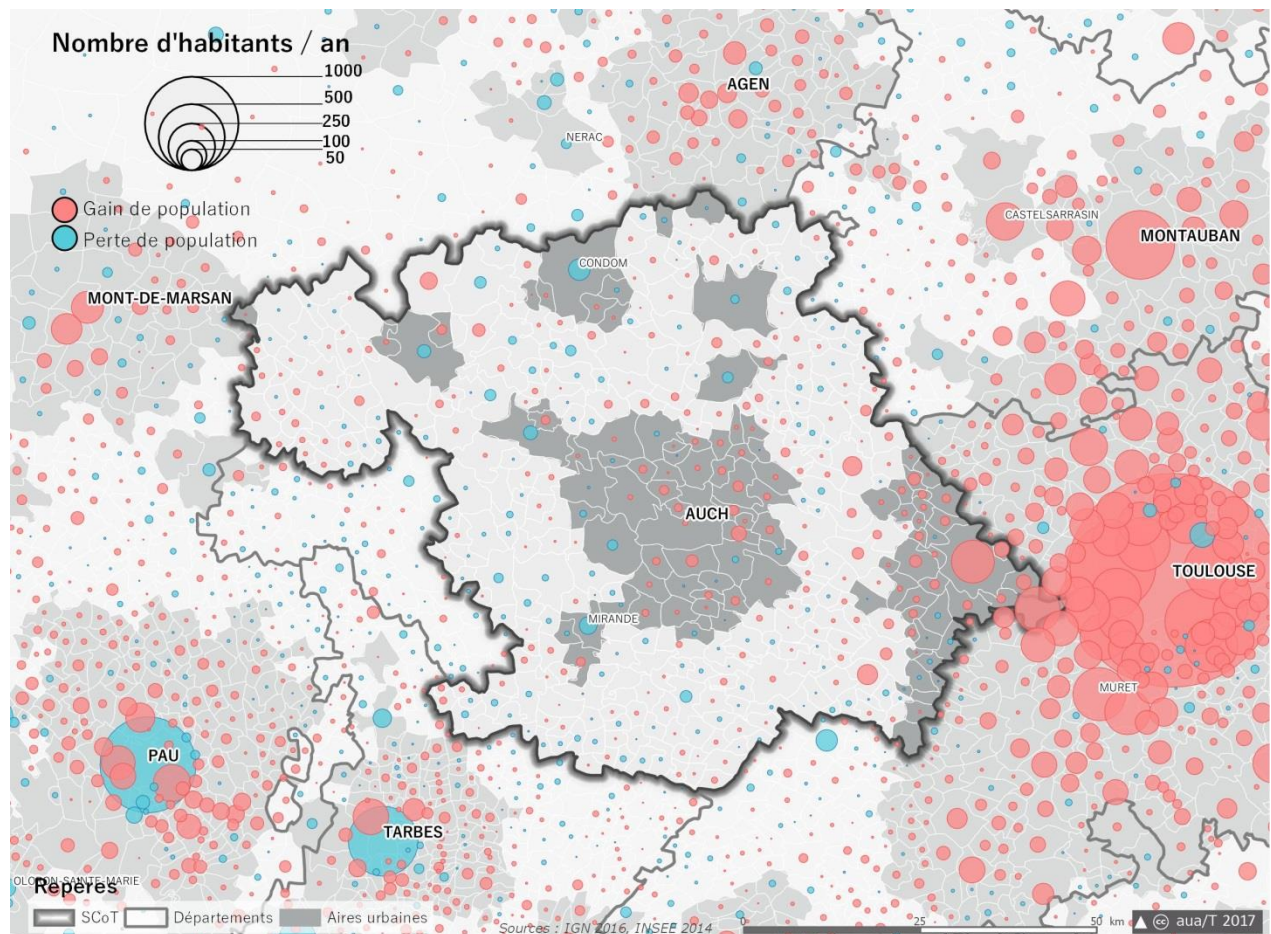 Nombre d'habitants / an
1000
500
250
100
50
Gain de population
Perte de population
AGEN
NERAC
CASTELSARRASIN
MONTAUBAN
CONDOM
MONT-DE-MARSAN
AUCH
TOULOUSE
MIRANDE
MURET
PAU
TARBES
OLORON-SAINTE-MARIE
Repères
SCoT
Départements
Aires urbaines
Sources : IGN 2016, INSEE 2014
0
25
50 km
cc aua/T 2017